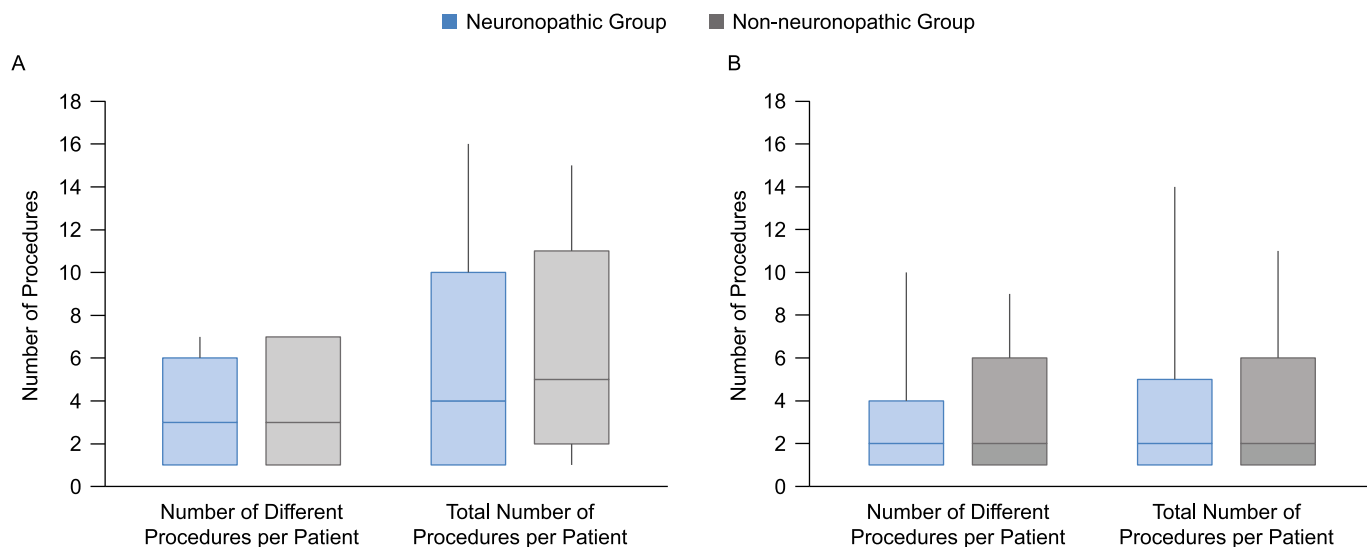 Neuronopathic Group
Non-neuronopathic Group
A
Number of Procedures
18
16
14
12
10
8
6
4
2
0
Number of Different
Procedures per Patient
Total Number of
Procedures per Patient
B
Number of Procedures
18
16
14
12
10
8
6
4
2
0
Number of Different
Procedures per Patient
Total Number of
Procedures per Patient